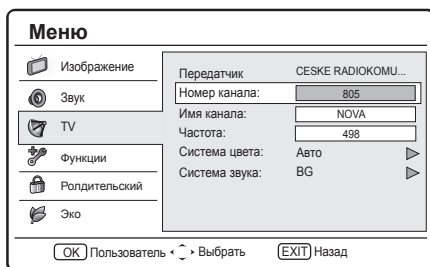 Меню
Изображение
Звук
TV
Функции
Ролдительский
Эко
Передатчик CESKE RADIOKOMU...
Номер канала: 805
Имя канала: NOVA
Частота: 498
Система цвета: Авто
Система звука: BG
OK Пользователь Выбрать EXIT Назад